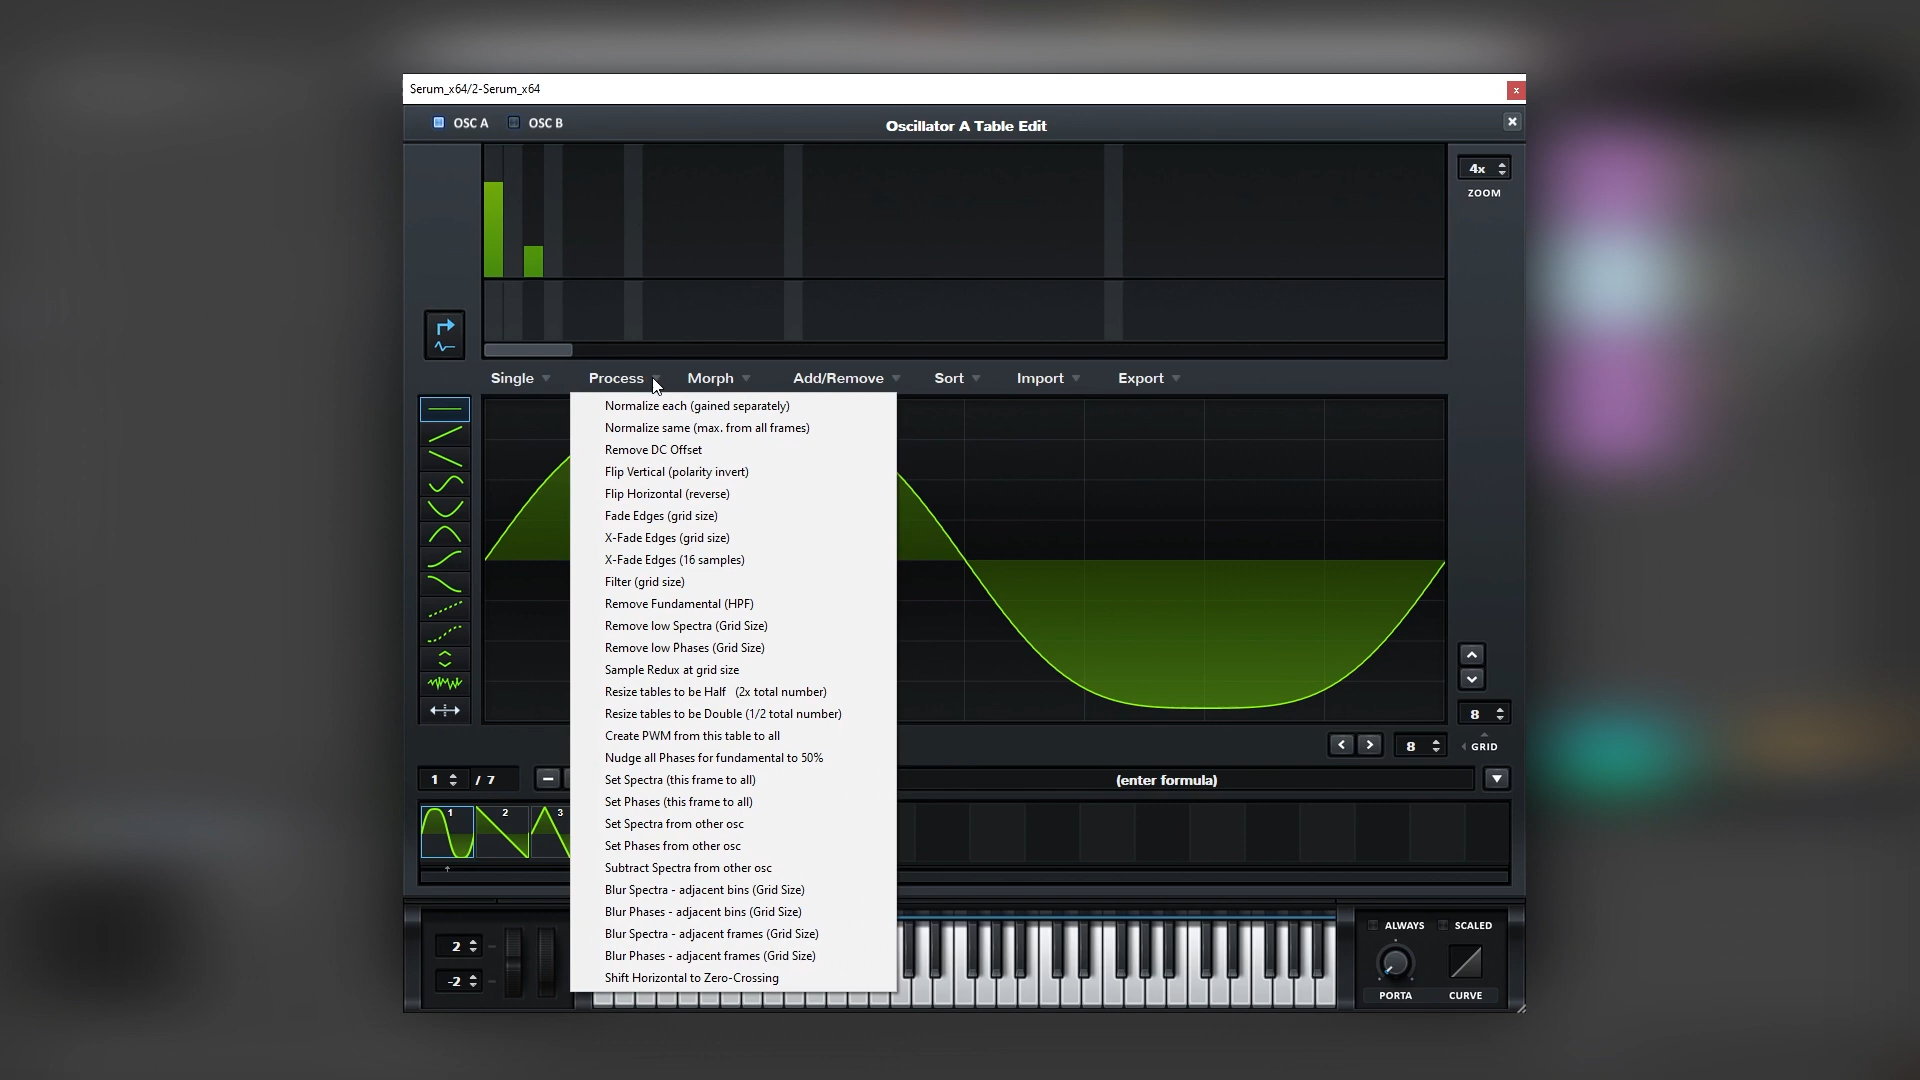 Serum_x64/2-Serum_x64
x
OSC A
OSC B
Oscillator A Table Edit
4x
ZOOM
Single
Process
Morph
Add/Remove
Sort
Import
Export
Normalize each (gained separately)
Normalize same (max. from all frames)
Remove DC Offset
Flip Vertical (polarity invert)
Flip Horizontal (reverse)
Fade Edges (grid size)
X-Fade Edges (grid size)
X-Fade Edges (16 samples)
Filter (grid size)
Remove Fundamental (HPF)
Remove low Spectra (Grid Size)
Remove low Phases (Grid Size)
Sample Redux at grid size
Resize tables to be Half (2x total number)
Resize tables to be Double (1/2 total number)
Create PWM from this table to all
Nudge all Phases for fundamental to 50%
Set Spectra (this frame to all)
Set Phases (this frame to all)
Set Spectra from other osc
Set Phases from other osc
Subtract Spectra from other osc
Blur Spectra - adjacent bins (Grid Size)
Blur Phases - adjacent bins (Grid Size)
Blur Spectra - adjacent frames (Grid Size)
Blur Phases - adjacent frames (Grid Size)
Shift Horizontal to Zero-Crossing
8
8
GRID
1 / 7
(enter formula)
1
2
3
2
-2
ALWAYS
SCALED
PORTA
CURVE